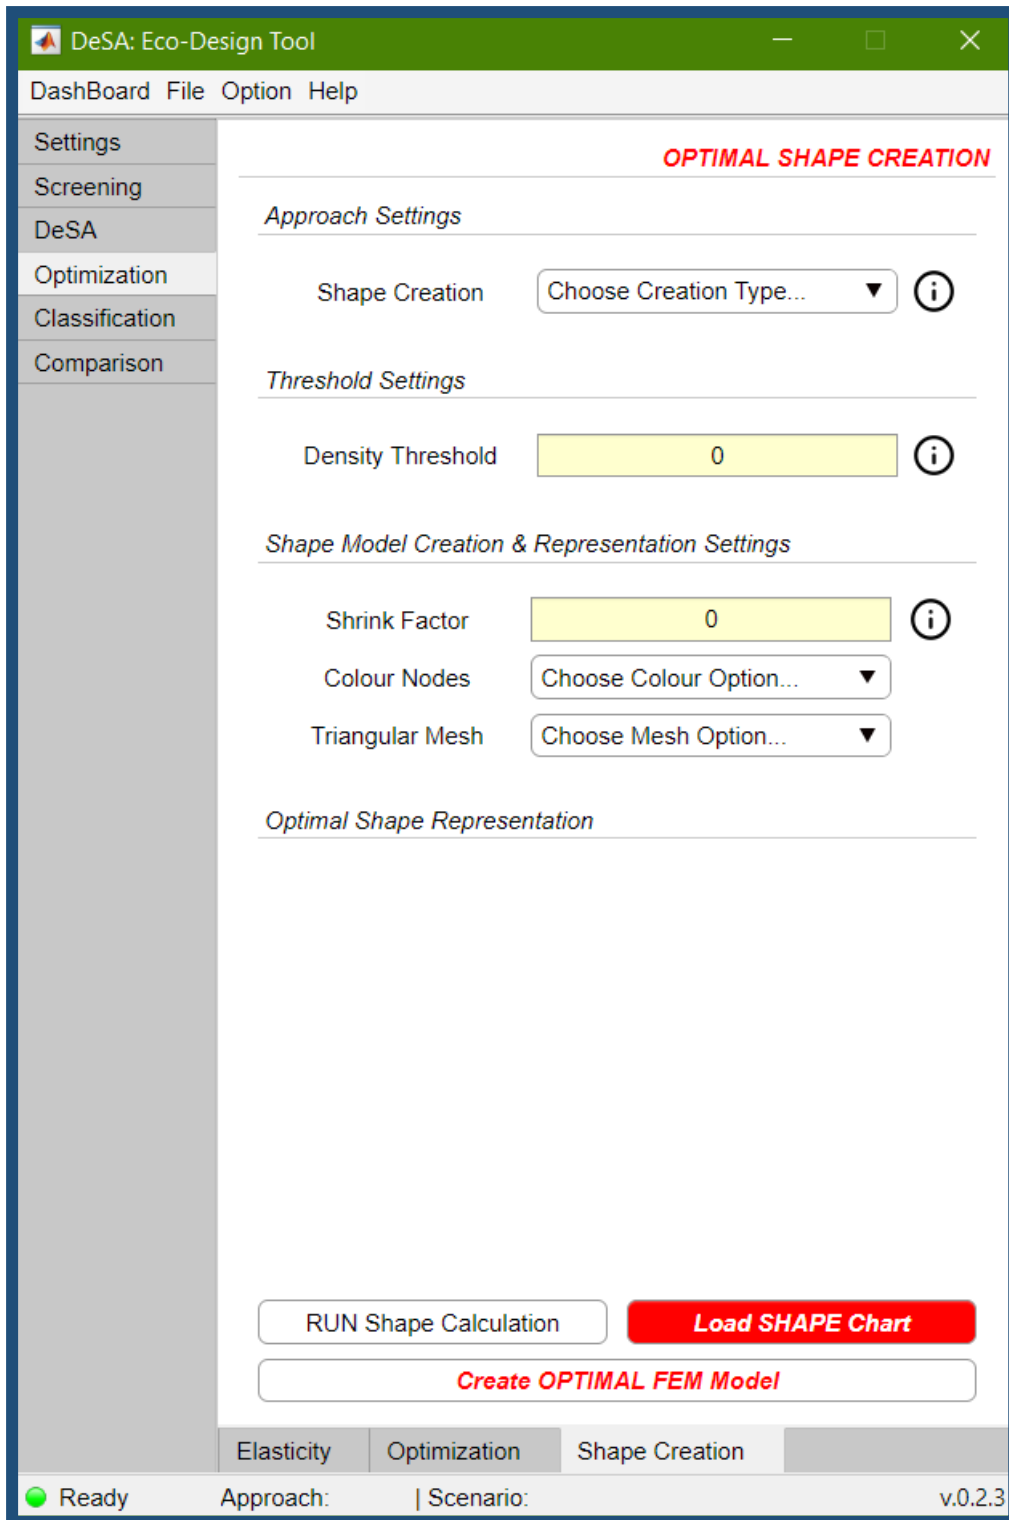 DeSA: Eco-Design Tool
DashBoard File Option Help
Settings
Screening
DeSA
Optimization
Classification
Comparison
OPTIMAL SHAPE CREATION
Approach Settings
Shape Creation Choose Creation Type...
Threshold Settings
Density Threshold 0
Shape Model Creation & Representation Settings
Shrink Factor 0
Colour Nodes Choose Colour Option...
Triangular Mesh Choose Mesh Option...
Optimal Shape Representation
RUN Shape Calculation Load SHAPE Chart
Create OPTIMAL FEM Model
Elasticity Optimization Shape Creation
Ready Approach: | Scenario: v.0.2.3